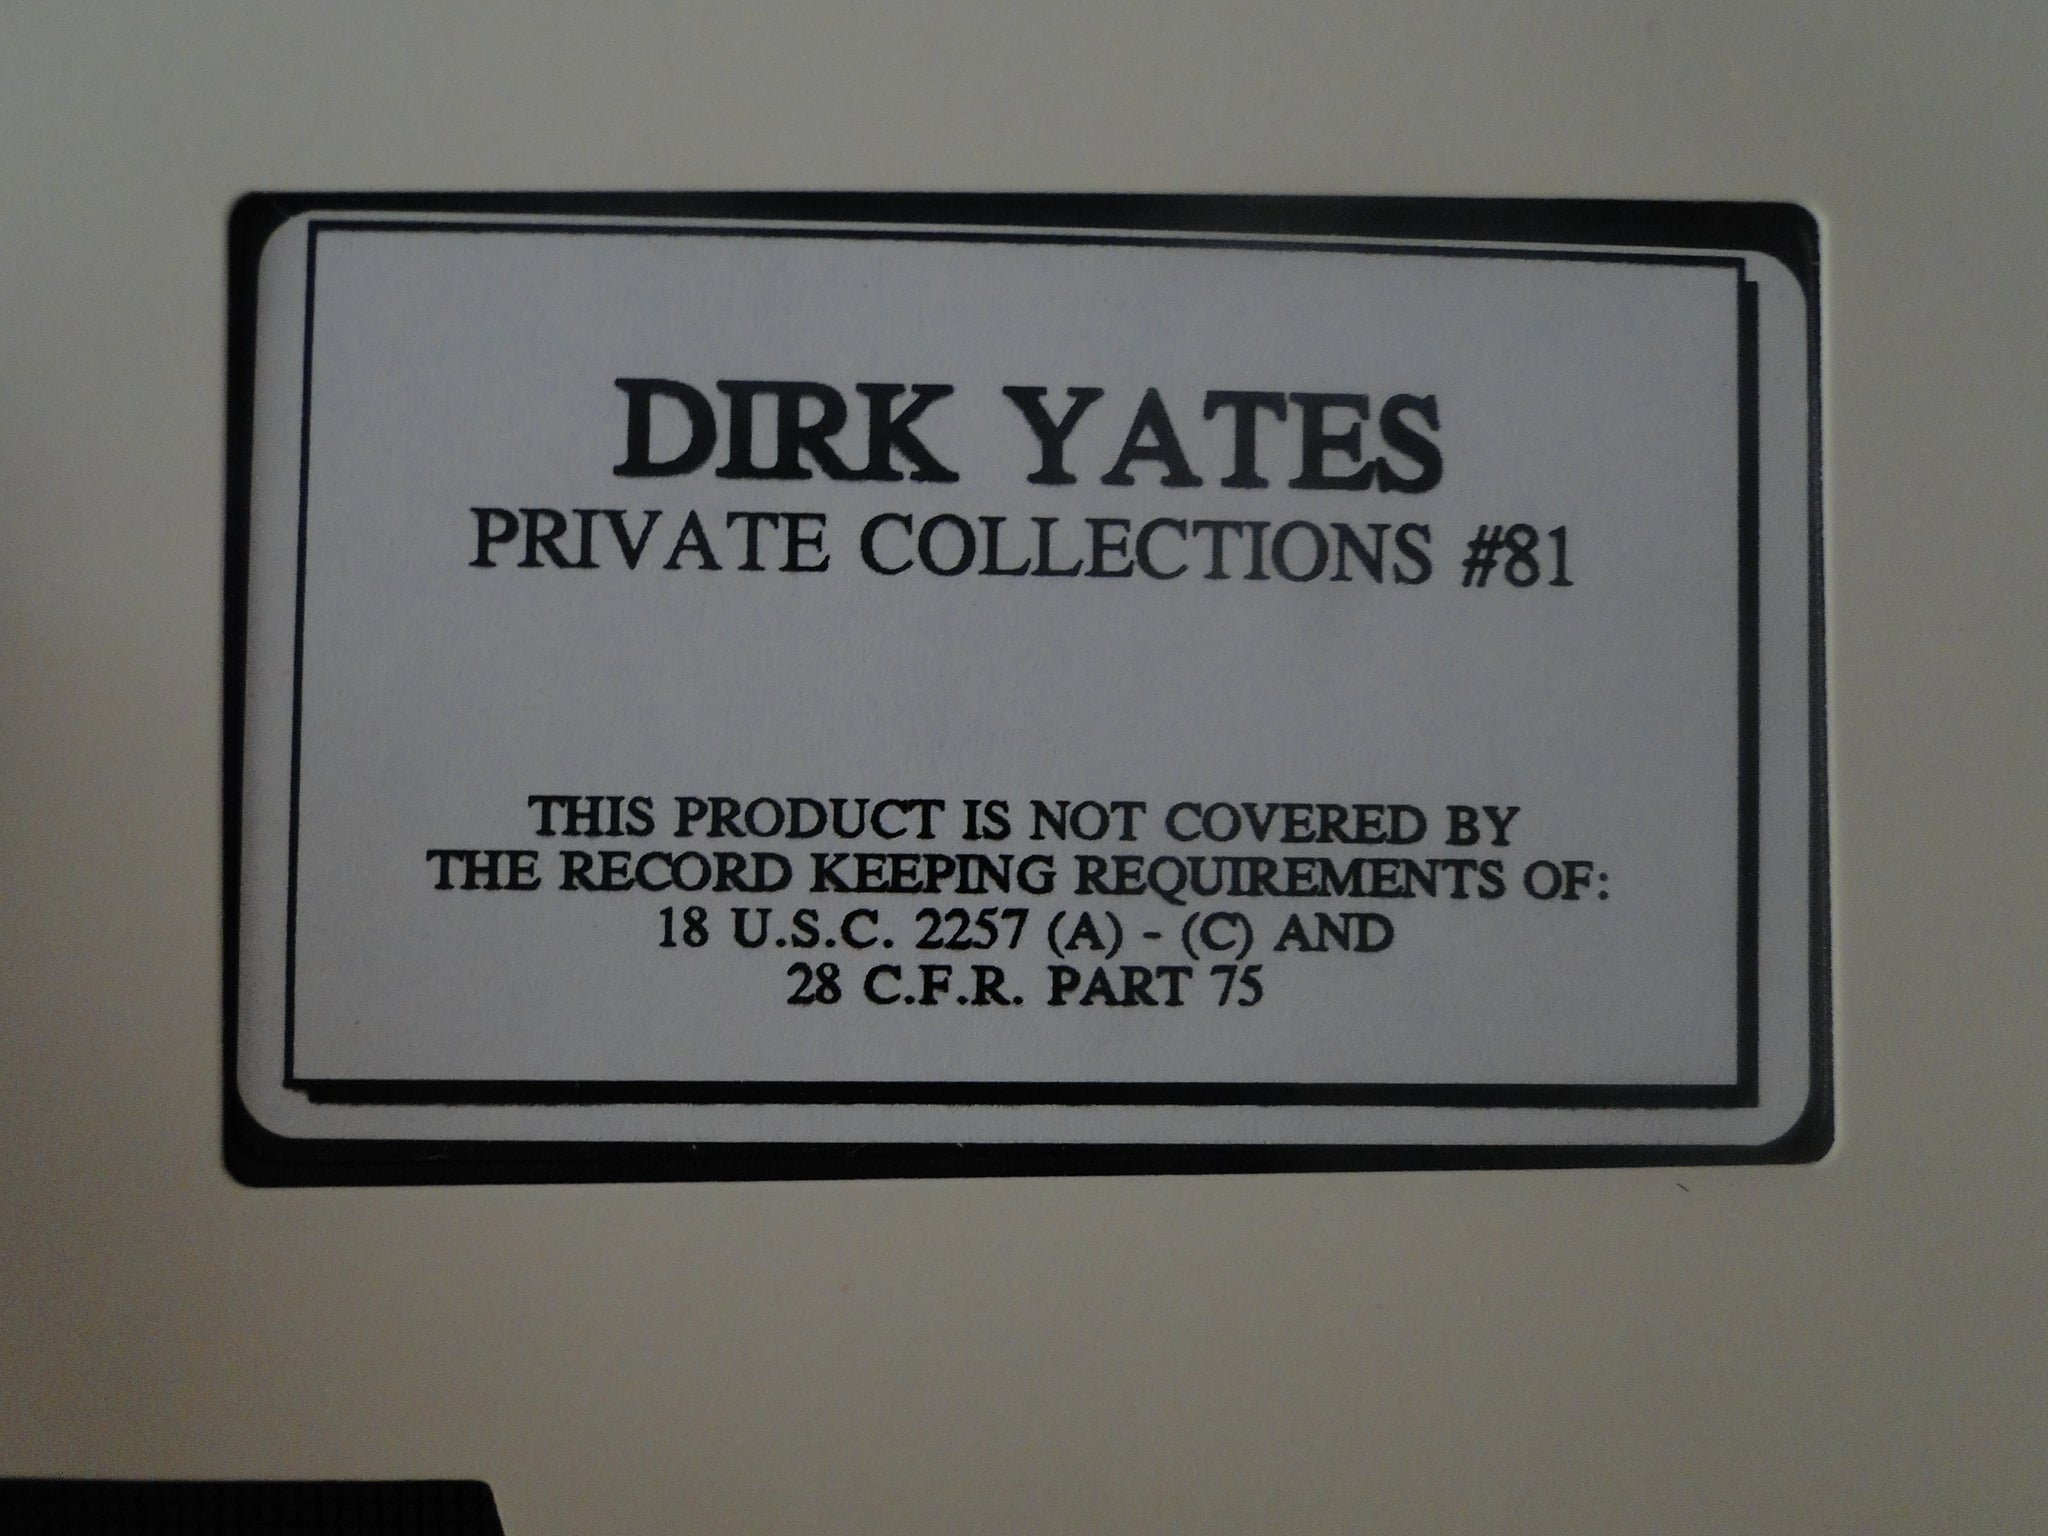 DIRK YATES
PRIVATE COLLECTIONS #81
THIS PRODUCT IS NOT COVERED BY
THE RECORD KEEPING REQUIREMENTS OF:
18 U.S.C. 2257 (A) - (C) AND
28 C.F.R. PART 75